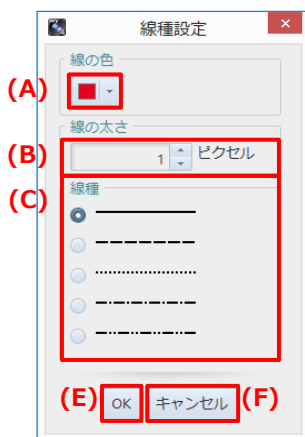 線種設定
線の色
(A)
線の太さ
(B) 1 ピクセル
(C) 線種
(E) OK キャンセル (F)